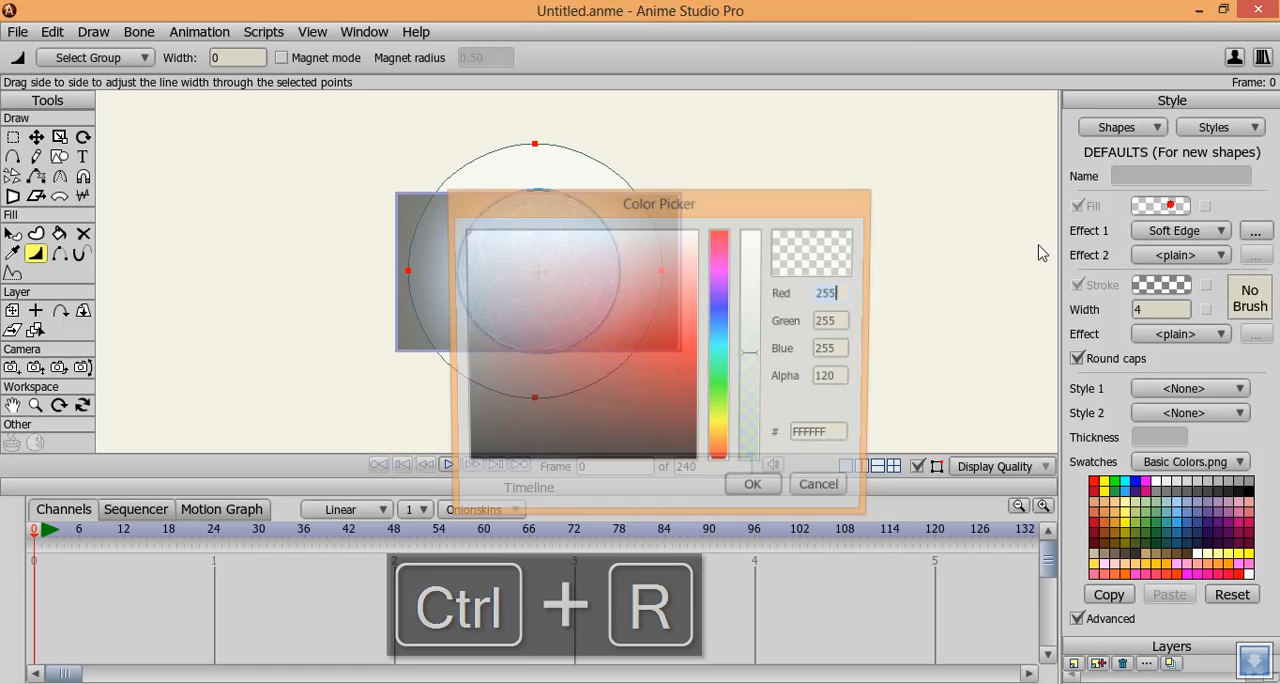 Untitled.anme - Anime Studio Pro
File Edit Draw Bone Animation Scripts View Window Help
Select Group Width: 0 Magnet mode Magnet radius 0.50
Drag side to side to adjust the line width through the selected points Frame: 0
Tools
Draw
T
Fill
Layer
Camera
Workspace
Other
Style
Shapes Styles
DEFAULTS (For new shapes)
Name
Fill
Effect 1 Soft Edge ...
Effect 2 <plain> ...
Stroke
No Brush
Width 4
Effect <plain> ...
Round caps
Style 1 <None>
Style 2 <None>
Thickness
Swatches Basic Colors.png
Copy Paste Reset
Advanced
Layers
Color Picker
Red 255
Green 255
Blue 255
Alpha 120
# FFFFFF
OK Cancel
Frame 0 of 240 Display Quality
Timeline
Channels Sequencer Motion Graph Linear 1 Onionskins
0 6 12 18 24 30 36 42 48 54 60 66 72 78 84 90 96 102 108 114 120 126 132
0 1 2 3 4 5
Ctrl + R